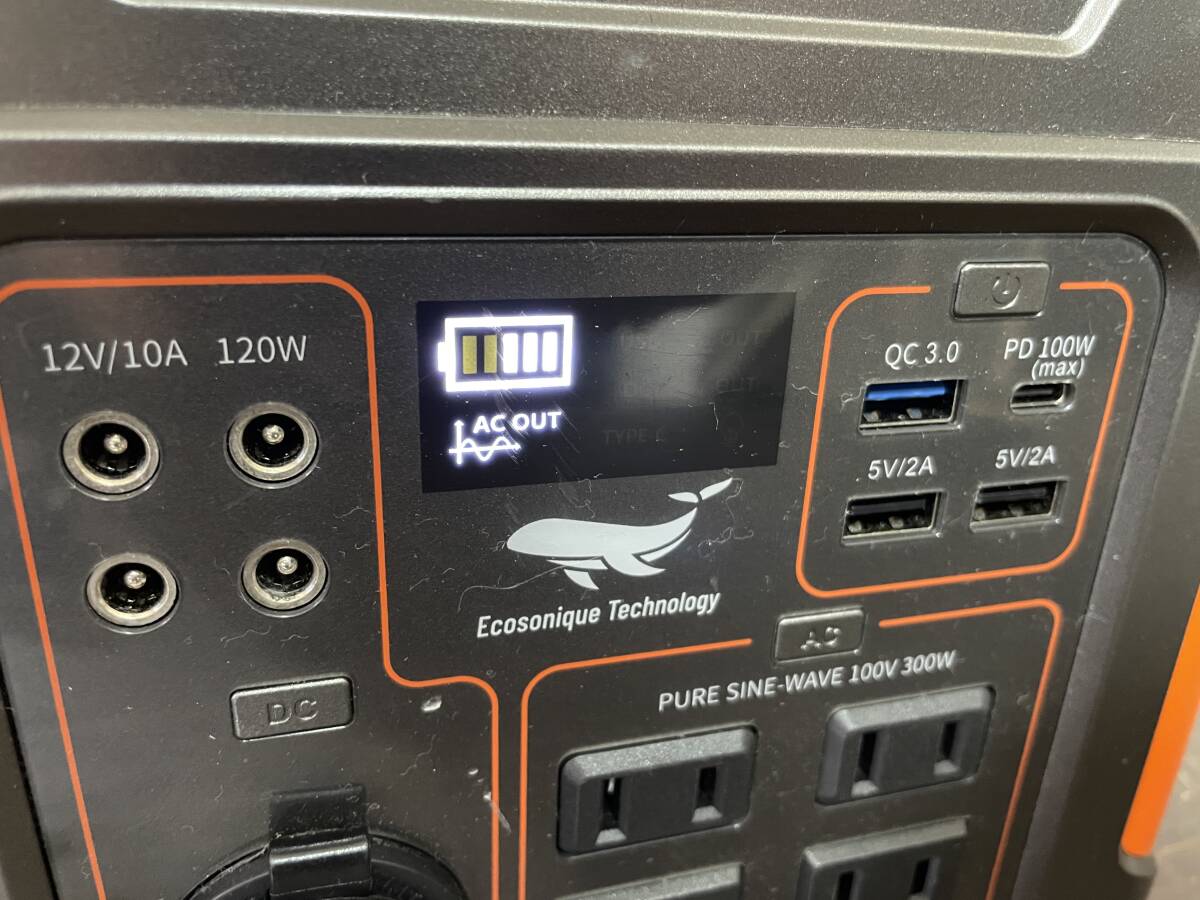 12V/10A 120W
AC OUT
TYPE-C
QC 3.0
PD 100W
(max)
5V/2A
5V/2A
Ecosonique Technology
AC
PURE SINE-WAVE 100V 300W
DC